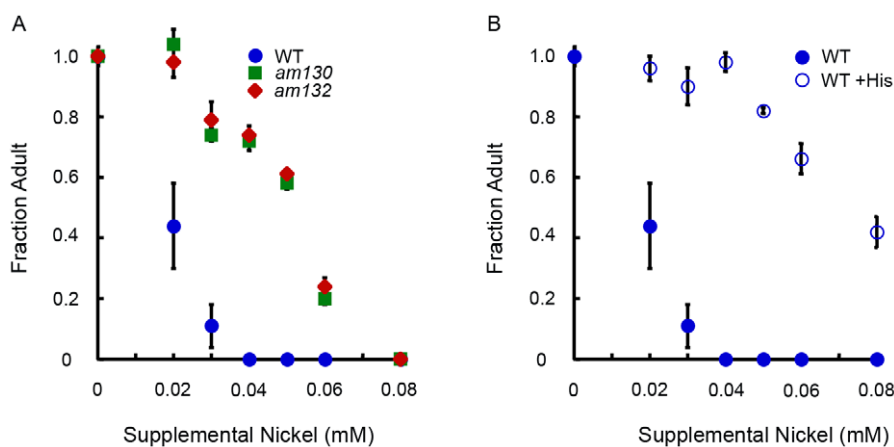 A
WT
am130
am132
1.0
0.8
0.6
0.4
0.2
0
Fraction Adult
0
0.02
0.04
0.06
0.08
Supplemental Nickel (mM)
B
WT
WT +His
1.0
0.8
0.6
0.4
0.2
0
Fraction Adult
0
0.02
0.04
0.06
0.08
Supplemental Nickel (mM)